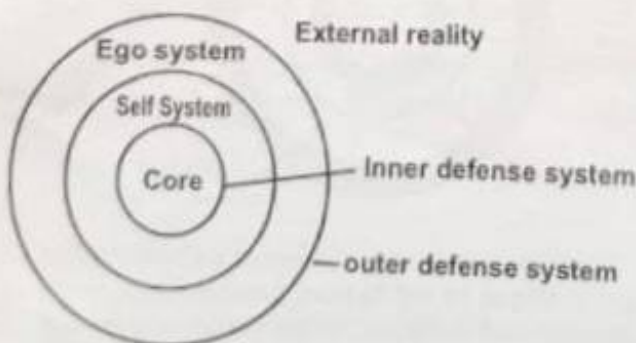 External reality
Ego system
Self System
Core
Inner defense system
outer defense system